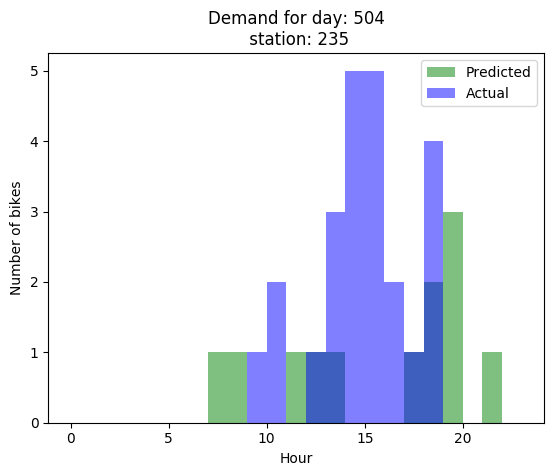 Demand for day: 504
station: 235
Predicted
Actual
5
4
3
2
1
0
Number of bikes
0 5 10 15 20
Hour